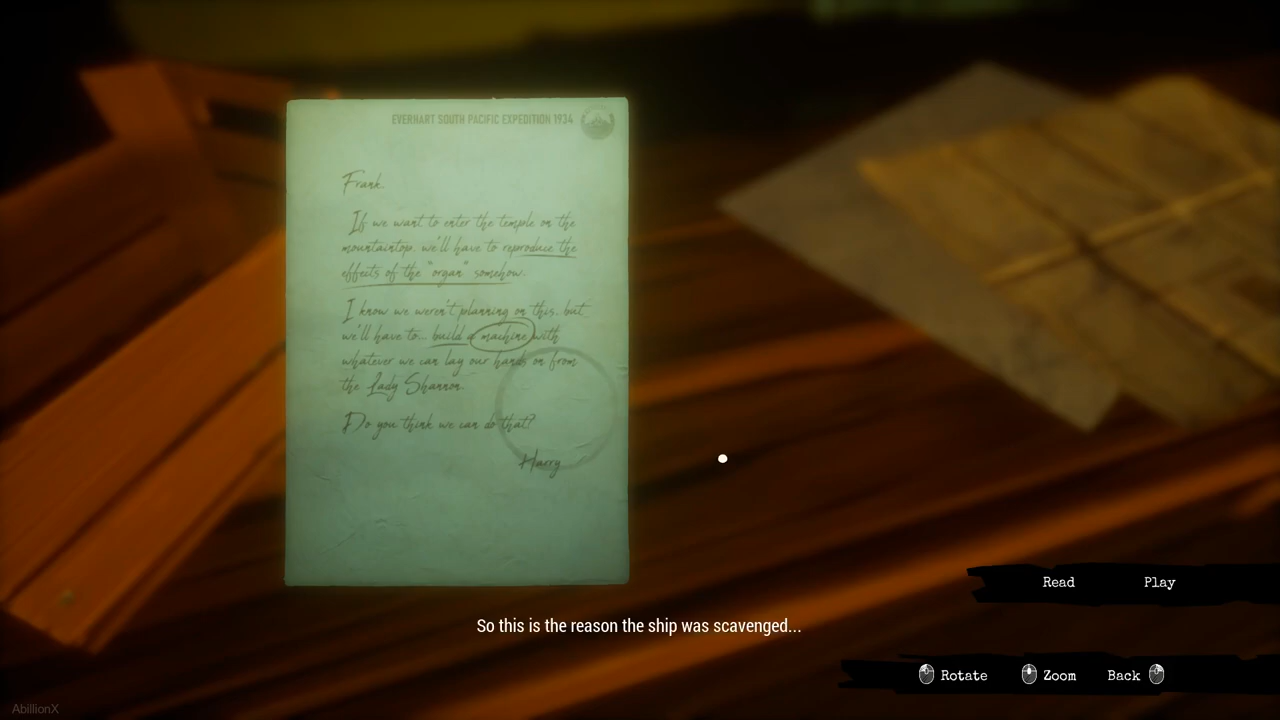 EVERHART SOUTH PACIFIC EXPEDITION 1934
Frank.
If we want to enter the temple on the
mountaintop, we'll have to reproduce the
effects of the "organ" somehow.
I know we weren't planning on this, but
we'll have to... build a machine with
whatever we can lay our hands on from
the Lady Shannon.
Do you think we can do that?
Harry
So this is the reason the ship was scavenged...
Read Play
Rotate Zoom Back
AbillionX